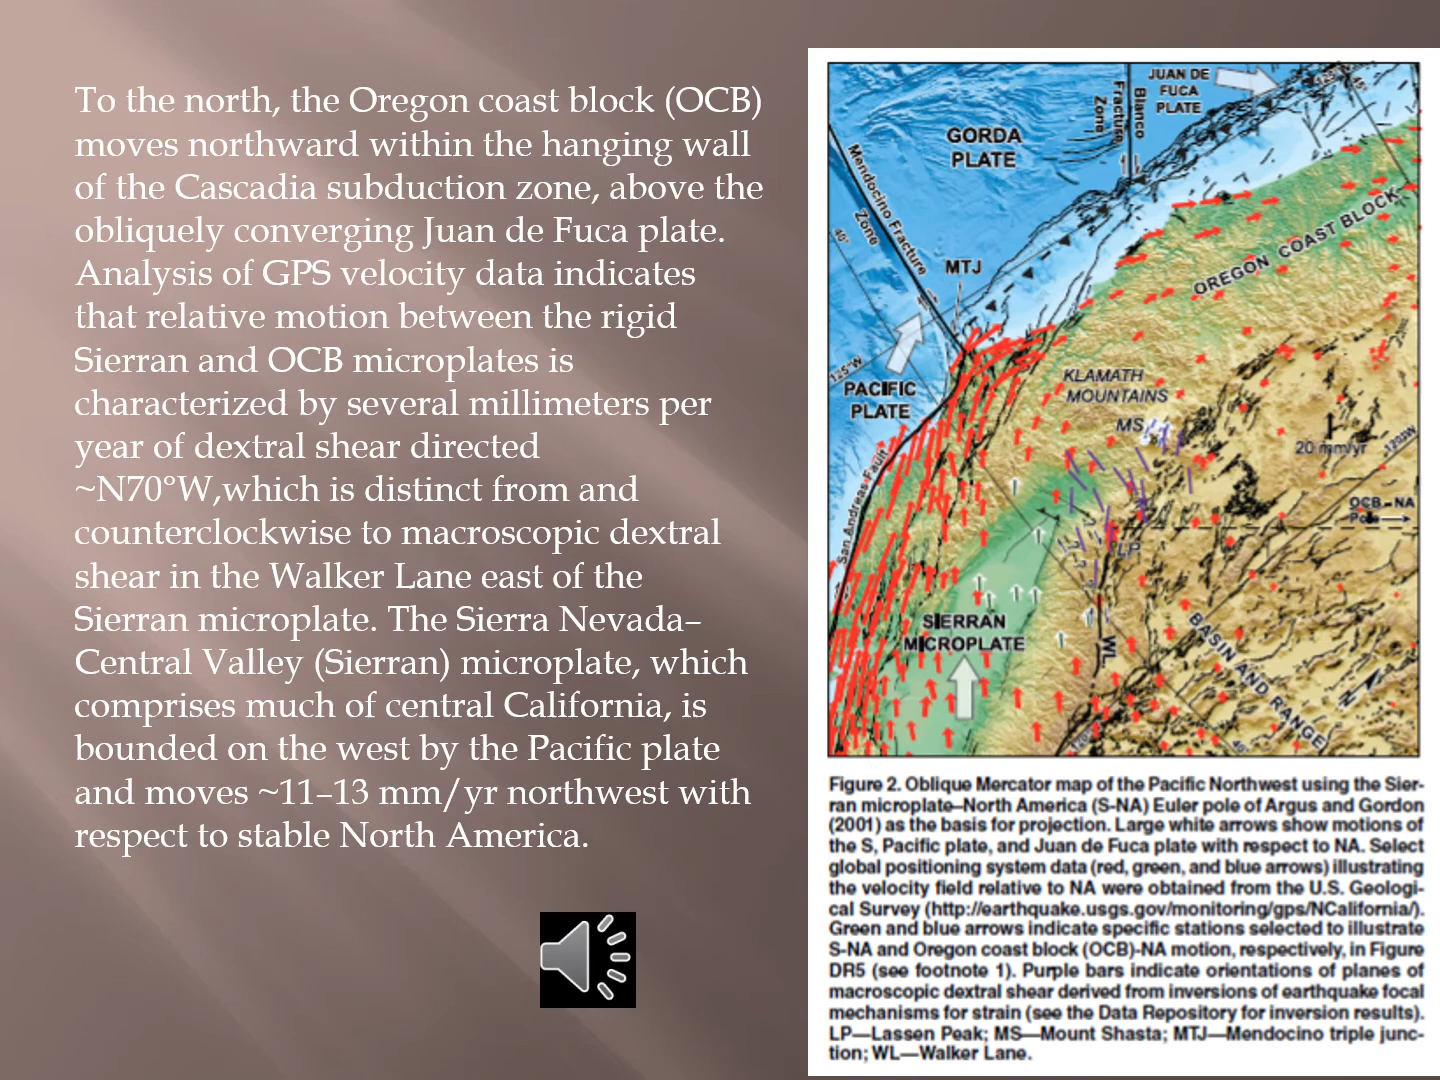 To the north, the Oregon coast block (OCB)
moves northward within the hanging wall
of the Cascadia subduction zone, above the
obliquely converging Juan de Fuca plate.
Analysis of GPS velocity data indicates
that relative motion between the rigid
Sierran and OCB microplates is
characterized by several millimeters per
year of dextral shear directed
~N70°W,which is distinct from and
counterclockwise to macroscopic dextral
shear in the Walker Lane east of the
Sierran microplate. The Sierra Nevada–
Central Valley (Sierran) microplate, which
comprises much of central California, is
bounded on the west by the Pacific plate
and moves ~11–13 mm/yr northwest with
respect to stable North America.
JUAN DE
FUCA
PLATE
125°W
45°
Blanco
Fracture
Zone
GORDA
PLATE
Mendocino Fracture
Zone
40°
MTJ
OREGON COAST BLOCK
125°W
PACIFIC
PLATE
KLAMATH
MOUNTAINS
MS
20 mm/yr
120°W
San Andreas Fault
OCB–NA
Pole
LP
SIERRAN
MICROPLATE
WL
BASIN AND RANGE
N
120°
40°
Figure 2. Oblique Mercator map of the Pacific Northwest using the Sier-
ran microplate–North America (S-NA) Euler pole of Argus and Gordon
(2001) as the basis for projection. Large white arrows show motions of
the S, Pacific plate, and Juan de Fuca plate with respect to NA. Select
global positioning system data (red, green, and blue arrows) illustrating
the velocity field relative to NA were obtained from the U.S. Geologi-
cal Survey (http://earthquake.usgs.gov/monitoring/gps/NCalifornia/).
Green and blue arrows indicate specific stations selected to illustrate
S-NA and Oregon coast block (OCB)-NA motion, respectively, in Figure
DR5 (see footnote 1). Purple bars indicate orientations of planes of
macroscopic dextral shear derived from inversions of earthquake focal
mechanisms for strain (see the Data Repository for inversion results).
LP—Lassen Peak; MS—Mount Shasta; MTJ—Mendocino triple junc-
tion; WL—Walker Lane.